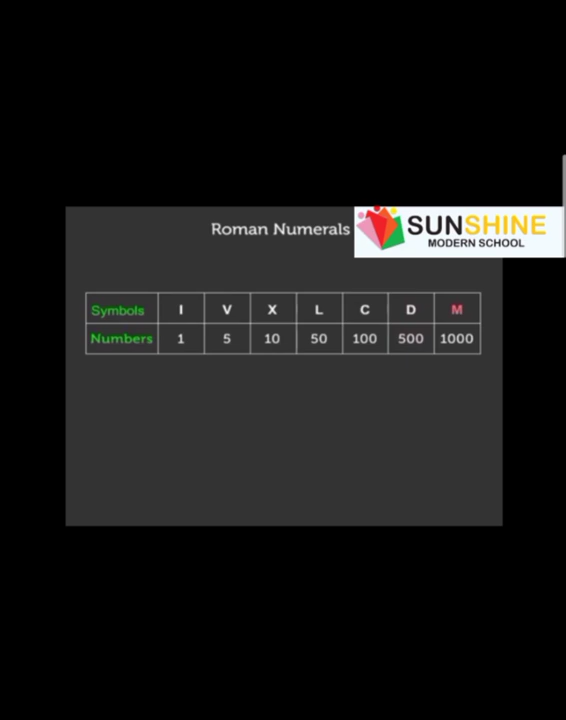 Roman Numerals
SUNSHINE
MODERN SCHOOL
Symbols I V X L C D M
Numbers 1 5 10 50 100 500 1000